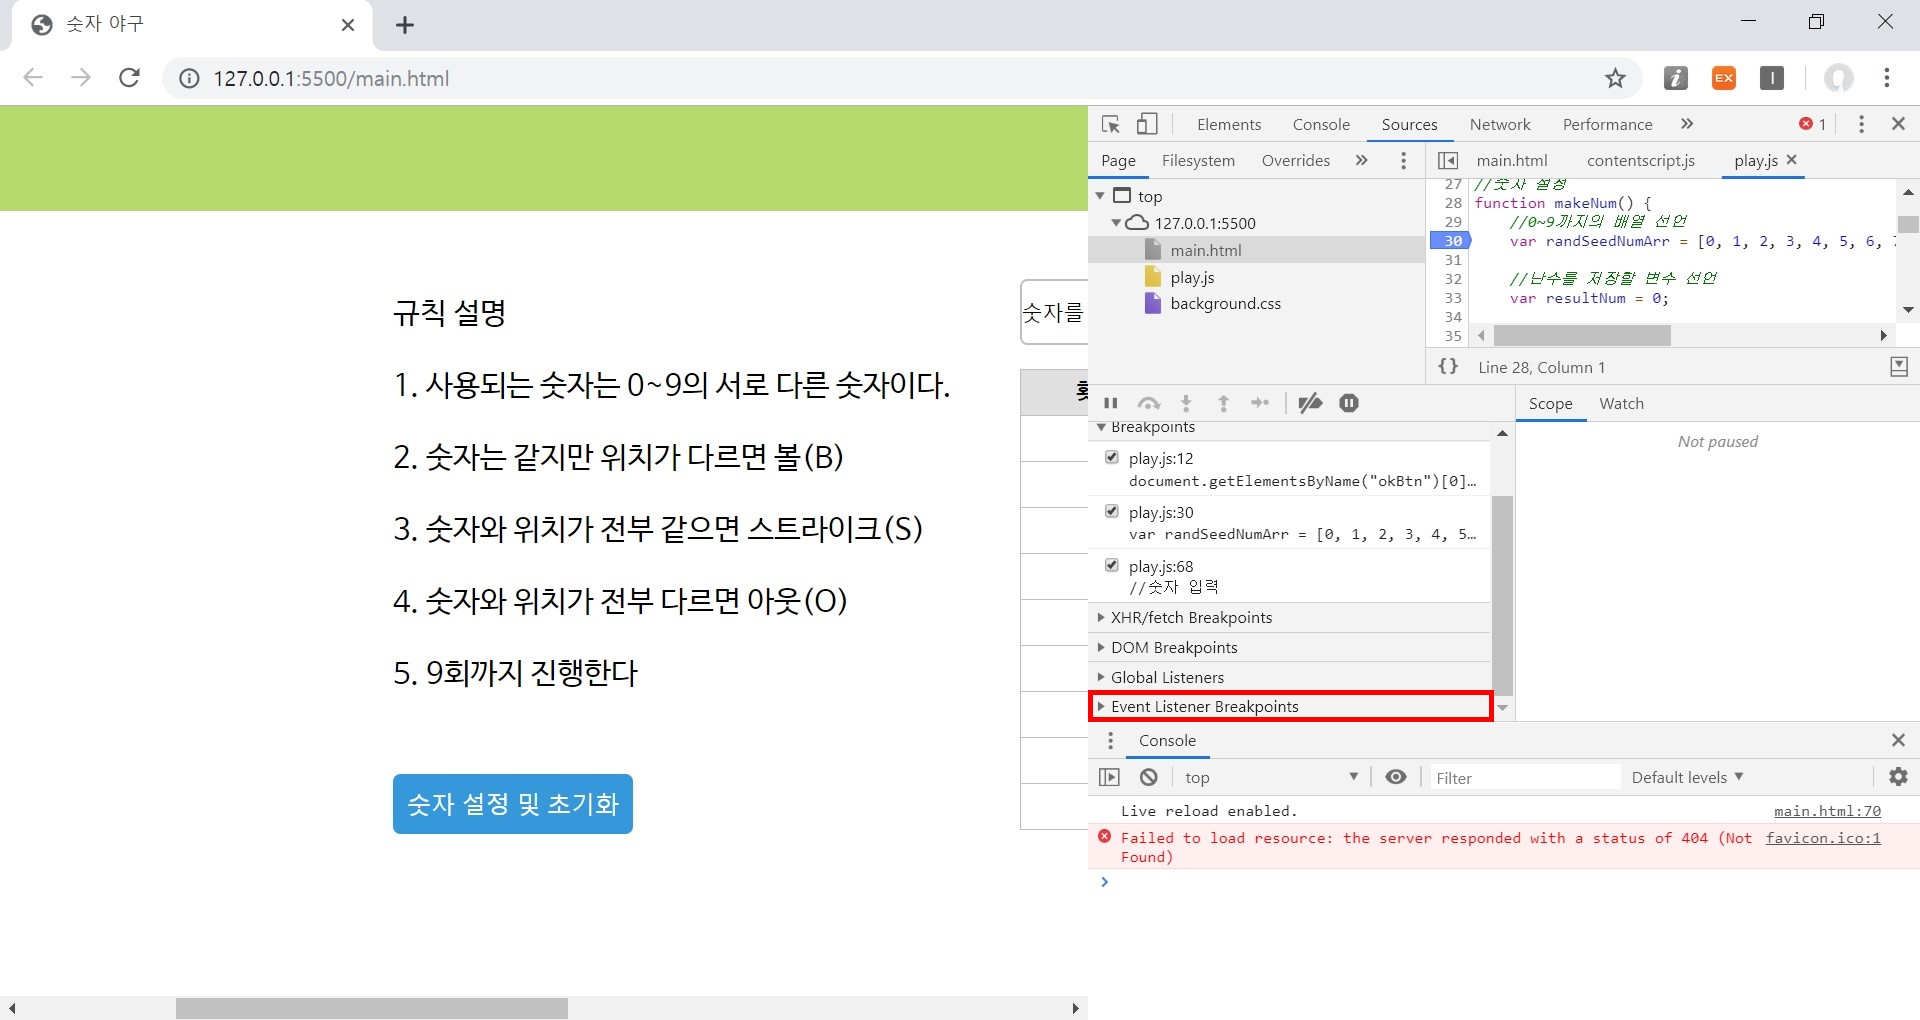 숫자 야구
127.0.0.1:5500/main.html
EX
규칙 설명
1. 사용되는 숫자는 0~9의 서로 다른 숫자이다.
2. 숫자는 같지만 위치가 다르면 볼(B)
3. 숫자와 위치가 전부 같으면 스트라이크(S)
4. 숫자와 위치가 전부 다르면 아웃(O)
5. 9회까지 진행한다
숫자 설정 및 초기화
숫자를
Elements Console Sources Network Performance » 1
Page Filesystem Overrides »
top
127.0.0.1:5500
main.html
play.js
background.css
main.html contentscript.js play.js
27 //숫자 설정
28 function makeNum() {
29 //0~9까지의 배열 선언
30 var randSeedNumArr = [0, 1, 2, 3, 4, 5, 6,
31
32 //난수를 저장할 변수 선언
33 var resultNum = 0;
34
35
{} Line 28, Column 1
Breakpoints
play.js:12
document.getElementsByName("okBtn")[0]…
play.js:30
var randSeedNumArr = [0, 1, 2, 3, 4, 5…
play.js:68
//숫자 입력
XHR/fetch Breakpoints
DOM Breakpoints
Global Listeners
Event Listener Breakpoints
Scope Watch
Not paused
Console
top Filter Default levels
Live reload enabled. main.html:70
Failed to load resource: the server responded with a status of 404 (Not favicon.ico:1
Found)